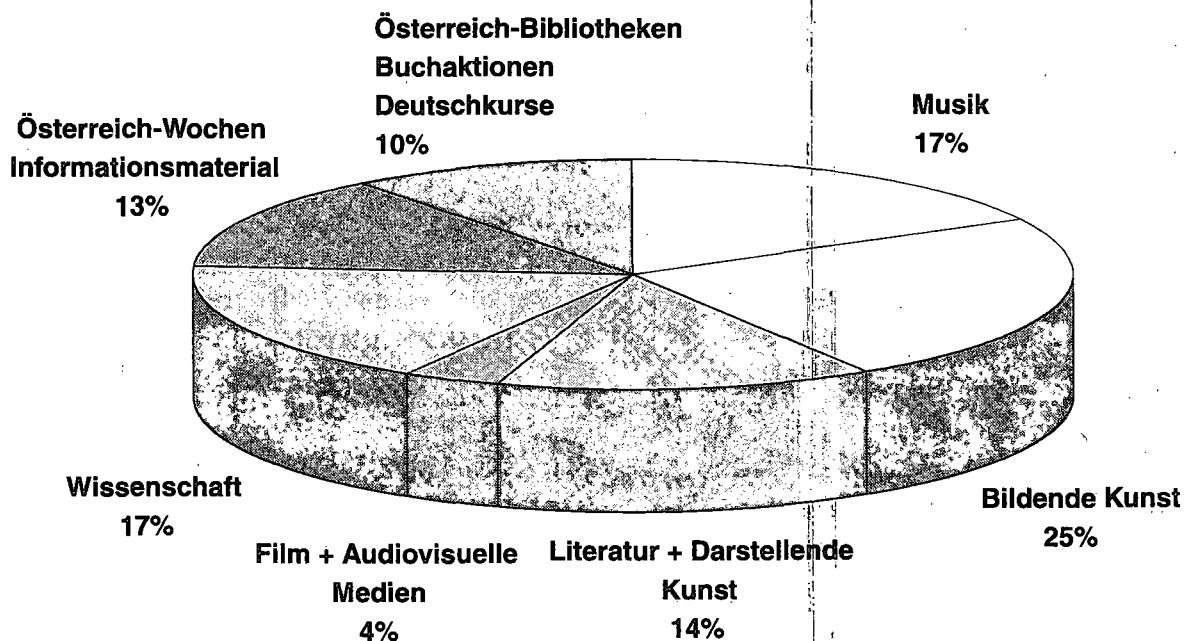 Österreich-Bibliotheken
Buchaktionen
Deutschkurse
10%
Musik
17%
Österreich-Wochen
Informationsmaterial
13%
Wissenschaft
17%
Film + Audiovisuelle
Medien
4%
Literatur + Darstellende
Kunst
14%
Bildende Kunst
25%